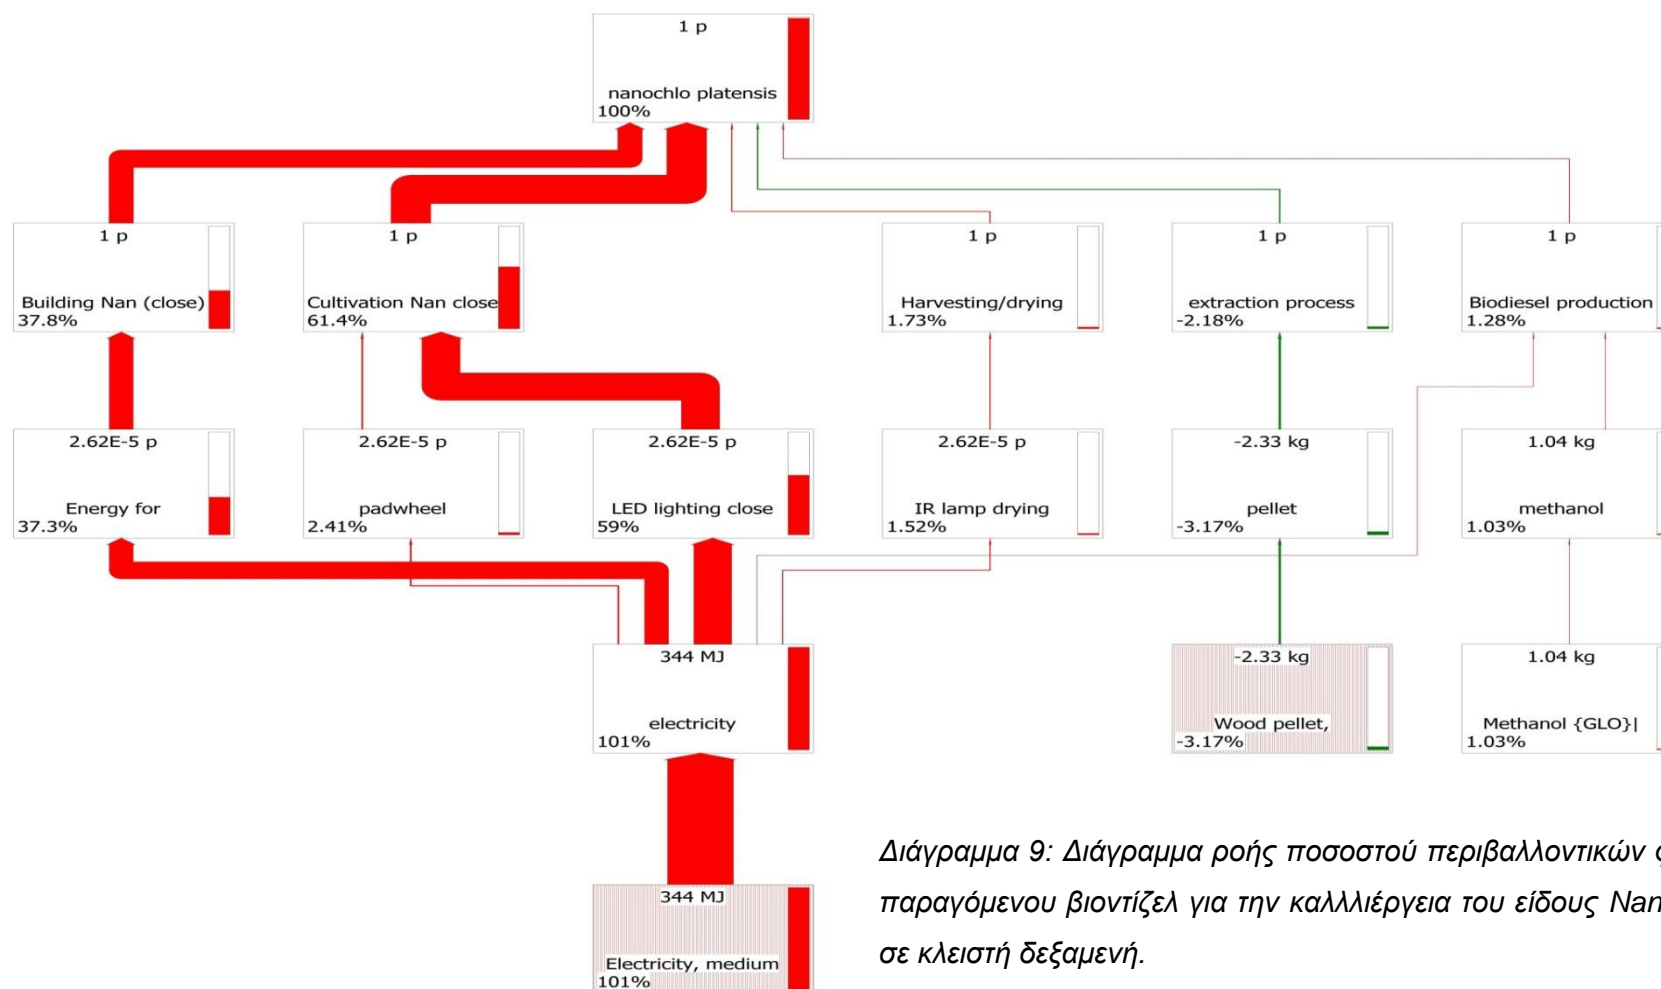 1 p
nanochlo platensis
100%
1 p
Building Nan (close)
37.8%
1 p
Cultivation Nan close
61.4%
1 p
Harvesting/drying
1.73%
1 p
extraction process
-2.18%
1 p
Biodiesel production
1.28%
2.62E-5 p
Energy for
37.3%
2.62E-5 p
padwheel
2.41%
2.62E-5 p
LED lighting close
59%
2.62E-5 p
IR lamp drying
1.52%
-2.33 kg
pellet
-3.17%
1.04 kg
methanol
1.03%
344 MJ
electricity
101%
-2.33 kg
Wood pellet,
-3.17%
1.04 kg
Methanol {GLO}|
1.03%
344 MJ
Electricity, medium
101%
Διάγραμμα 9: Διάγραμμα ροής ποσοστού περιβαλλοντικών
παραγόμενου βιοντίζελ για την καλλλιέργεια του είδους Nan
σε κλειστή δεξαμενή.